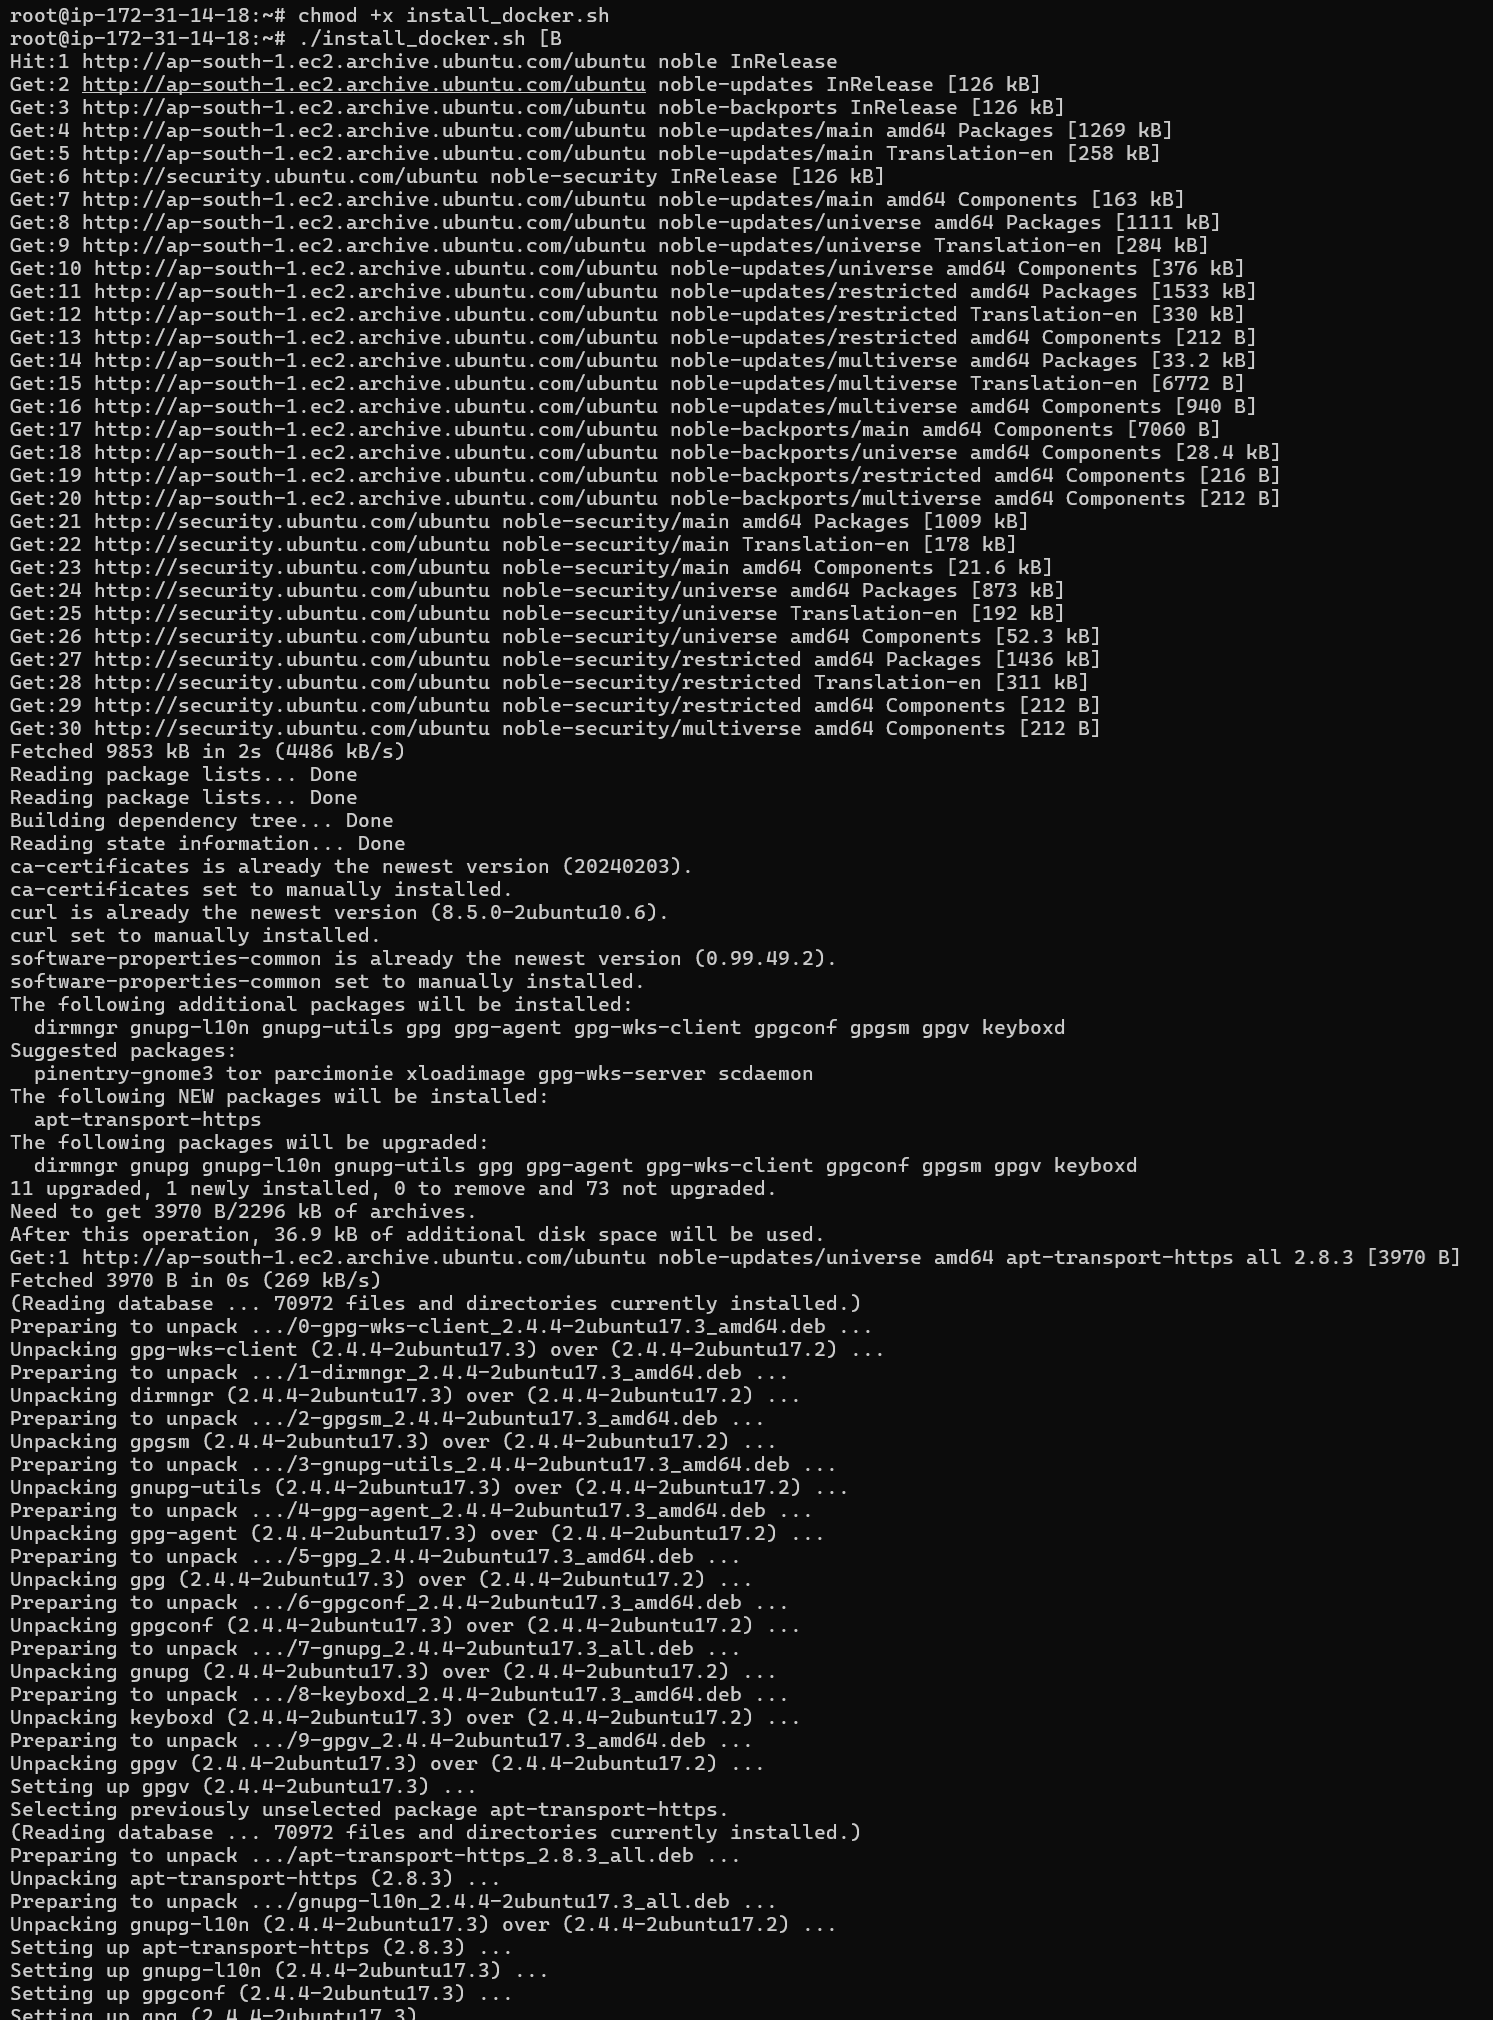 root@ip-172-31-14-18:~# chmod +x install_docker.sh
root@ip-172-31-14-18:~# ./install_docker.sh [B
Hit:1 http://ap-south-1.ec2.archive.ubuntu.com/ubuntu noble InRelease
Get:2 http://ap-south-1.ec2.archive.ubuntu.com/ubuntu noble-updates InRelease [126 kB]
Get:3 http://ap-south-1.ec2.archive.ubuntu.com/ubuntu noble-backports InRelease [126 kB]
Get:4 http://ap-south-1.ec2.archive.ubuntu.com/ubuntu noble-updates/main amd64 Packages [1269 kB]
Get:5 http://ap-south-1.ec2.archive.ubuntu.com/ubuntu noble-updates/main Translation-en [258 kB]
Get:6 http://security.ubuntu.com/ubuntu noble-security InRelease [126 kB]
Get:7 http://ap-south-1.ec2.archive.ubuntu.com/ubuntu noble-updates/main amd64 Components [163 kB]
Get:8 http://ap-south-1.ec2.archive.ubuntu.com/ubuntu noble-updates/universe amd64 Packages [1111 kB]
Get:9 http://ap-south-1.ec2.archive.ubuntu.com/ubuntu noble-updates/universe Translation-en [284 kB]
Get:10 http://ap-south-1.ec2.archive.ubuntu.com/ubuntu noble-updates/universe amd64 Components [376 kB]
Get:11 http://ap-south-1.ec2.archive.ubuntu.com/ubuntu noble-updates/restricted amd64 Packages [1533 kB]
Get:12 http://ap-south-1.ec2.archive.ubuntu.com/ubuntu noble-updates/restricted Translation-en [330 kB]
Get:13 http://ap-south-1.ec2.archive.ubuntu.com/ubuntu noble-updates/restricted amd64 Components [212 B]
Get:14 http://ap-south-1.ec2.archive.ubuntu.com/ubuntu noble-updates/multiverse amd64 Packages [33.2 kB]
Get:15 http://ap-south-1.ec2.archive.ubuntu.com/ubuntu noble-updates/multiverse Translation-en [6772 B]
Get:16 http://ap-south-1.ec2.archive.ubuntu.com/ubuntu noble-updates/multiverse amd64 Components [940 B]
Get:17 http://ap-south-1.ec2.archive.ubuntu.com/ubuntu noble-backports/main amd64 Components [7060 B]
Get:18 http://ap-south-1.ec2.archive.ubuntu.com/ubuntu noble-backports/universe amd64 Components [28.4 kB]
Get:19 http://ap-south-1.ec2.archive.ubuntu.com/ubuntu noble-backports/restricted amd64 Components [216 B]
Get:20 http://ap-south-1.ec2.archive.ubuntu.com/ubuntu noble-backports/multiverse amd64 Components [212 B]
Get:21 http://security.ubuntu.com/ubuntu noble-security/main amd64 Packages [1009 kB]
Get:22 http://security.ubuntu.com/ubuntu noble-security/main Translation-en [178 kB]
Get:23 http://security.ubuntu.com/ubuntu noble-security/main amd64 Components [21.6 kB]
Get:24 http://security.ubuntu.com/ubuntu noble-security/universe amd64 Packages [873 kB]
Get:25 http://security.ubuntu.com/ubuntu noble-security/universe Translation-en [192 kB]
Get:26 http://security.ubuntu.com/ubuntu noble-security/universe amd64 Components [52.3 kB]
Get:27 http://security.ubuntu.com/ubuntu noble-security/restricted amd64 Packages [1436 kB]
Get:28 http://security.ubuntu.com/ubuntu noble-security/restricted Translation-en [311 kB]
Get:29 http://security.ubuntu.com/ubuntu noble-security/restricted amd64 Components [212 B]
Get:30 http://security.ubuntu.com/ubuntu noble-security/multiverse amd64 Components [212 B]
Fetched 9853 kB in 2s (4486 kB/s)
Reading package lists... Done
Reading package lists... Done
Building dependency tree... Done
Reading state information... Done
ca-certificates is already the newest version (20240203).
ca-certificates set to manually installed.
curl is already the newest version (8.5.0-2ubuntu10.6).
curl set to manually installed.
software-properties-common is already the newest version (0.99.49.2).
software-properties-common set to manually installed.
The following additional packages will be installed:
  dirmngr gnupg-l10n gnupg-utils gpg gpg-agent gpg-wks-client gpgconf gpgsm gpgv keyboxd
Suggested packages:
  pinentry-gnome3 tor parcimonie xloadimage gpg-wks-server scdaemon
The following NEW packages will be installed:
  apt-transport-https
The following packages will be upgraded:
  dirmngr gnupg gnupg-l10n gnupg-utils gpg gpg-agent gpg-wks-client gpgconf gpgsm gpgv keyboxd
11 upgraded, 1 newly installed, 0 to remove and 73 not upgraded.
Need to get 3970 B/2296 kB of archives.
After this operation, 36.9 kB of additional disk space will be used.
Get:1 http://ap-south-1.ec2.archive.ubuntu.com/ubuntu noble-updates/universe amd64 apt-transport-https all 2.8.3 [3970 B]
Fetched 3970 B in 0s (269 kB/s)
(Reading database ... 70972 files and directories currently installed.)
Preparing to unpack .../0-gpg-wks-client_2.4.4-2ubuntu17.3_amd64.deb ...
Unpacking gpg-wks-client (2.4.4-2ubuntu17.3) over (2.4.4-2ubuntu17.2) ...
Preparing to unpack .../1-dirmngr_2.4.4-2ubuntu17.3_amd64.deb ...
Unpacking dirmngr (2.4.4-2ubuntu17.3) over (2.4.4-2ubuntu17.2) ...
Preparing to unpack .../2-gpgsm_2.4.4-2ubuntu17.3_amd64.deb ...
Unpacking gpgsm (2.4.4-2ubuntu17.3) over (2.4.4-2ubuntu17.2) ...
Preparing to unpack .../3-gnupg-utils_2.4.4-2ubuntu17.3_amd64.deb ...
Unpacking gnupg-utils (2.4.4-2ubuntu17.3) over (2.4.4-2ubuntu17.2) ...
Preparing to unpack .../4-gpg-agent_2.4.4-2ubuntu17.3_amd64.deb ...
Unpacking gpg-agent (2.4.4-2ubuntu17.3) over (2.4.4-2ubuntu17.2) ...
Preparing to unpack .../5-gpg_2.4.4-2ubuntu17.3_amd64.deb ...
Unpacking gpg (2.4.4-2ubuntu17.3) over (2.4.4-2ubuntu17.2) ...
Preparing to unpack .../6-gpgconf_2.4.4-2ubuntu17.3_amd64.deb ...
Unpacking gpgconf (2.4.4-2ubuntu17.3) over (2.4.4-2ubuntu17.2) ...
Preparing to unpack .../7-gnupg_2.4.4-2ubuntu17.3_all.deb ...
Unpacking gnupg (2.4.4-2ubuntu17.3) over (2.4.4-2ubuntu17.2) ...
Preparing to unpack .../8-keyboxd_2.4.4-2ubuntu17.3_amd64.deb ...
Unpacking keyboxd (2.4.4-2ubuntu17.3) over (2.4.4-2ubuntu17.2) ...
Preparing to unpack .../9-gpgv_2.4.4-2ubuntu17.3_amd64.deb ...
Unpacking gpgv (2.4.4-2ubuntu17.3) over (2.4.4-2ubuntu17.2) ...
Setting up gpgv (2.4.4-2ubuntu17.3) ...
Selecting previously unselected package apt-transport-https.
(Reading database ... 70972 files and directories currently installed.)
Preparing to unpack .../apt-transport-https_2.8.3_all.deb ...
Unpacking apt-transport-https (2.8.3) ...
Preparing to unpack .../gnupg-l10n_2.4.4-2ubuntu17.3_all.deb ...
Unpacking gnupg-l10n (2.4.4-2ubuntu17.3) over (2.4.4-2ubuntu17.2) ...
Setting up apt-transport-https (2.8.3) ...
Setting up gnupg-l10n (2.4.4-2ubuntu17.3) ...
Setting up gpgconf (2.4.4-2ubuntu17.3) ...
Setting up gpg (2.4.4-2ubuntu17.3)